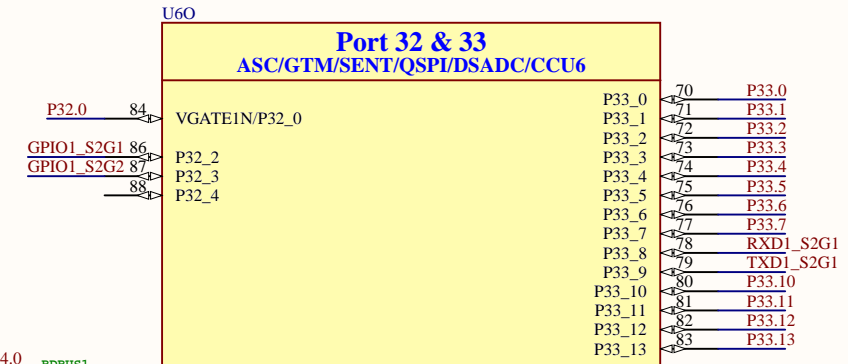 U6O
Port 32 & 33
ASC/GTM/SENT/QSPI/DSADC/CCU6
P32.0 84 VGATE1N/P32_0
GPIO1_S2G1 86 P32_2
GPIO1_S2G2 87 P32_3
88 P32_4
P33_0 70 P33.0
P33_1 71 P33.1
P33_2 72 P33.2
P33_3 73 P33.3
P33_4 74 P33.4
P33_5 75 P33.5
P33_6 76 P33.6
P33_7 77 P33.7
P33_8 78 RXD1_S2G1
P33_9 79 TXD1_S2G1
P33_10 80 P33.10
P33_11 81 P33.11
P33_12 82 P33.12
P33_13 83 P33.13
4.0